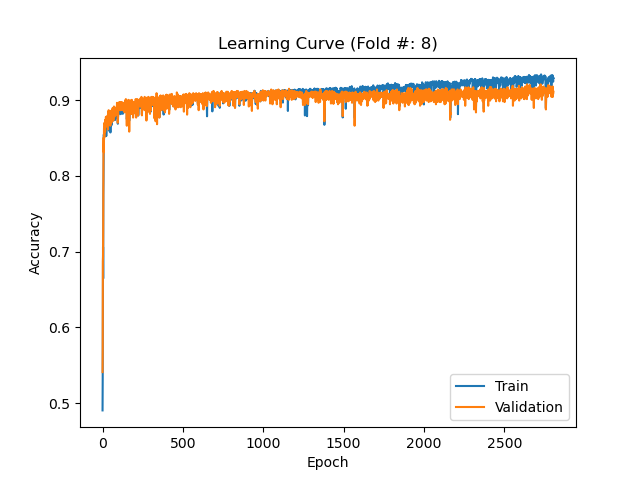 Learning Curve (Fold #: 8)
Accuracy
0.9
0.8
0.7
0.6
0.5
0
500
1000
1500
2000
2500
Epoch
Train
Validation